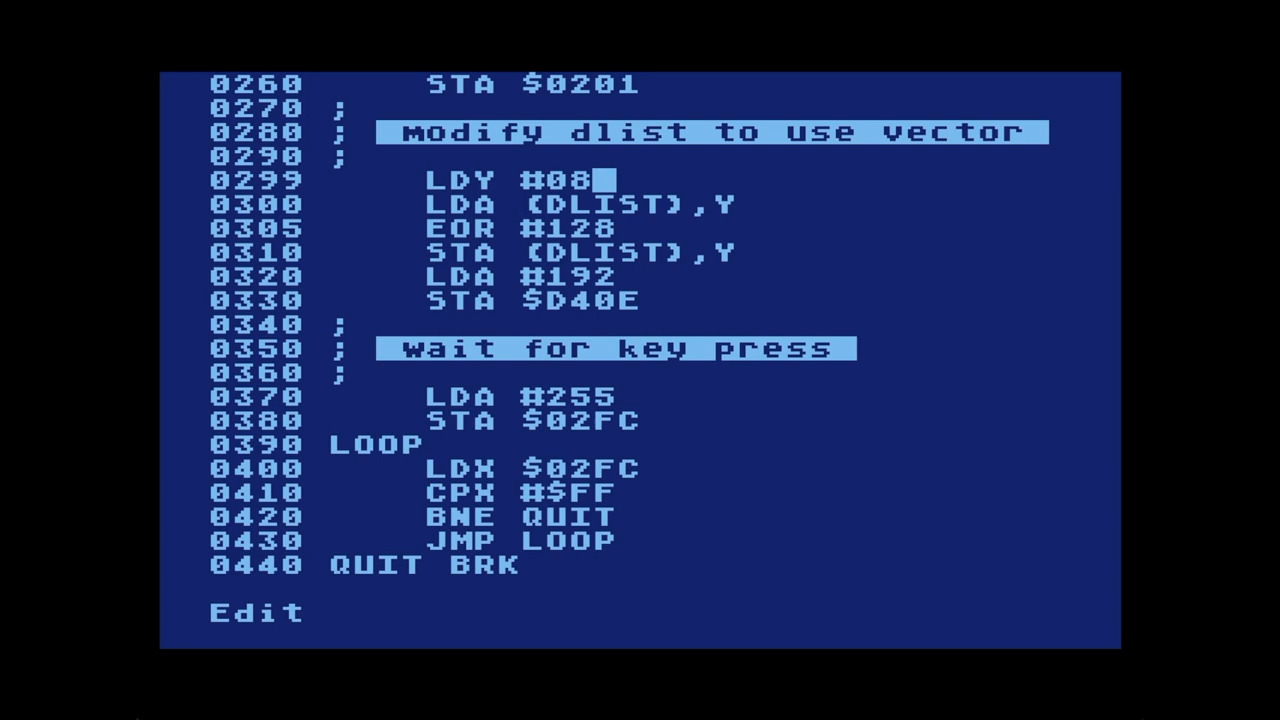 0260     STA $0201
0270 ;
0280 ;  modify dlist to use vector
0290 ;
0299     LDY #08
0300     LDA (DLIST),Y
0305     EOR #128
0310     STA (DLIST),Y
0320     LDA #192
0330     STA $D40E
0340 ;
0350 ;  wait for key press
0360 ;
0370     LDA #255
0380     STA $02FC
0390 LOOP
0400     LDX $02FC
0410     CPX #$FF
0420     BNE QUIT
0430     JMP LOOP
0440 QUIT BRK
Edit